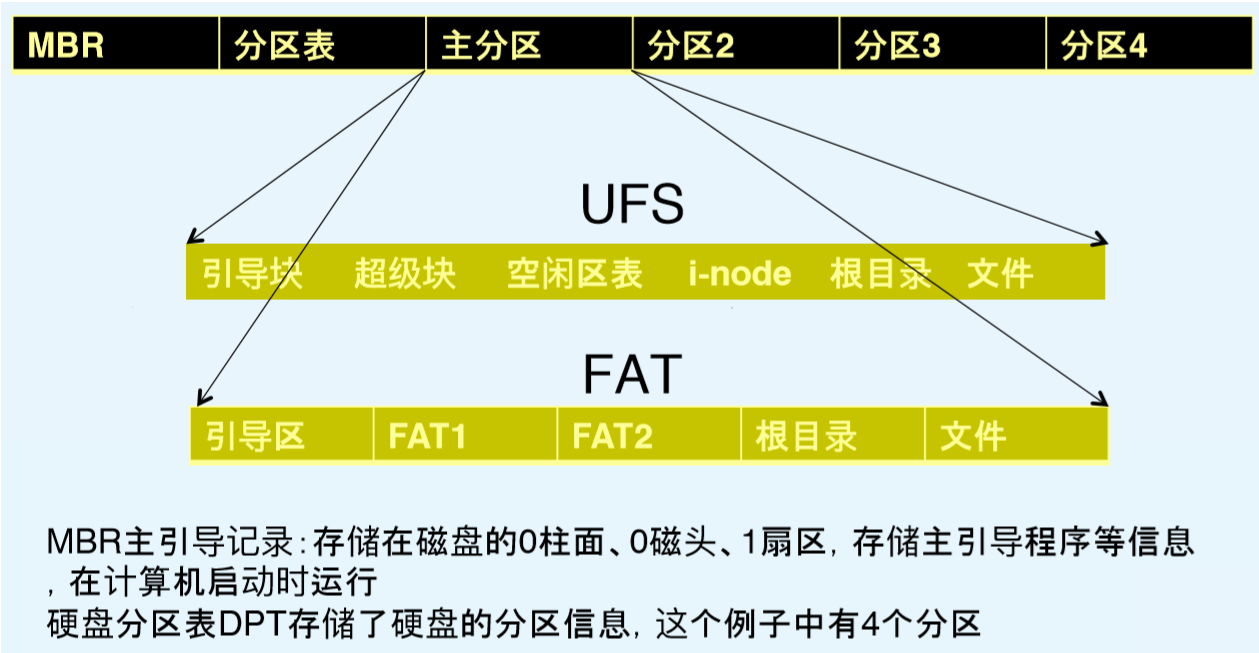 MBR 分区表 主分区 分区2 分区3 分区4
UFS
引导块 超级块 空闲区表 i-node 根目录 文件
FAT
引导区 FAT1 FAT2 根目录 文件
MBR主引导记录：存储在磁盘的0柱面、0磁头、1扇区，存储主引导程序等信息
，在计算机启动时运行
硬盘分区表DPT存储了硬盘的分区信息，这个例子中有4个分区